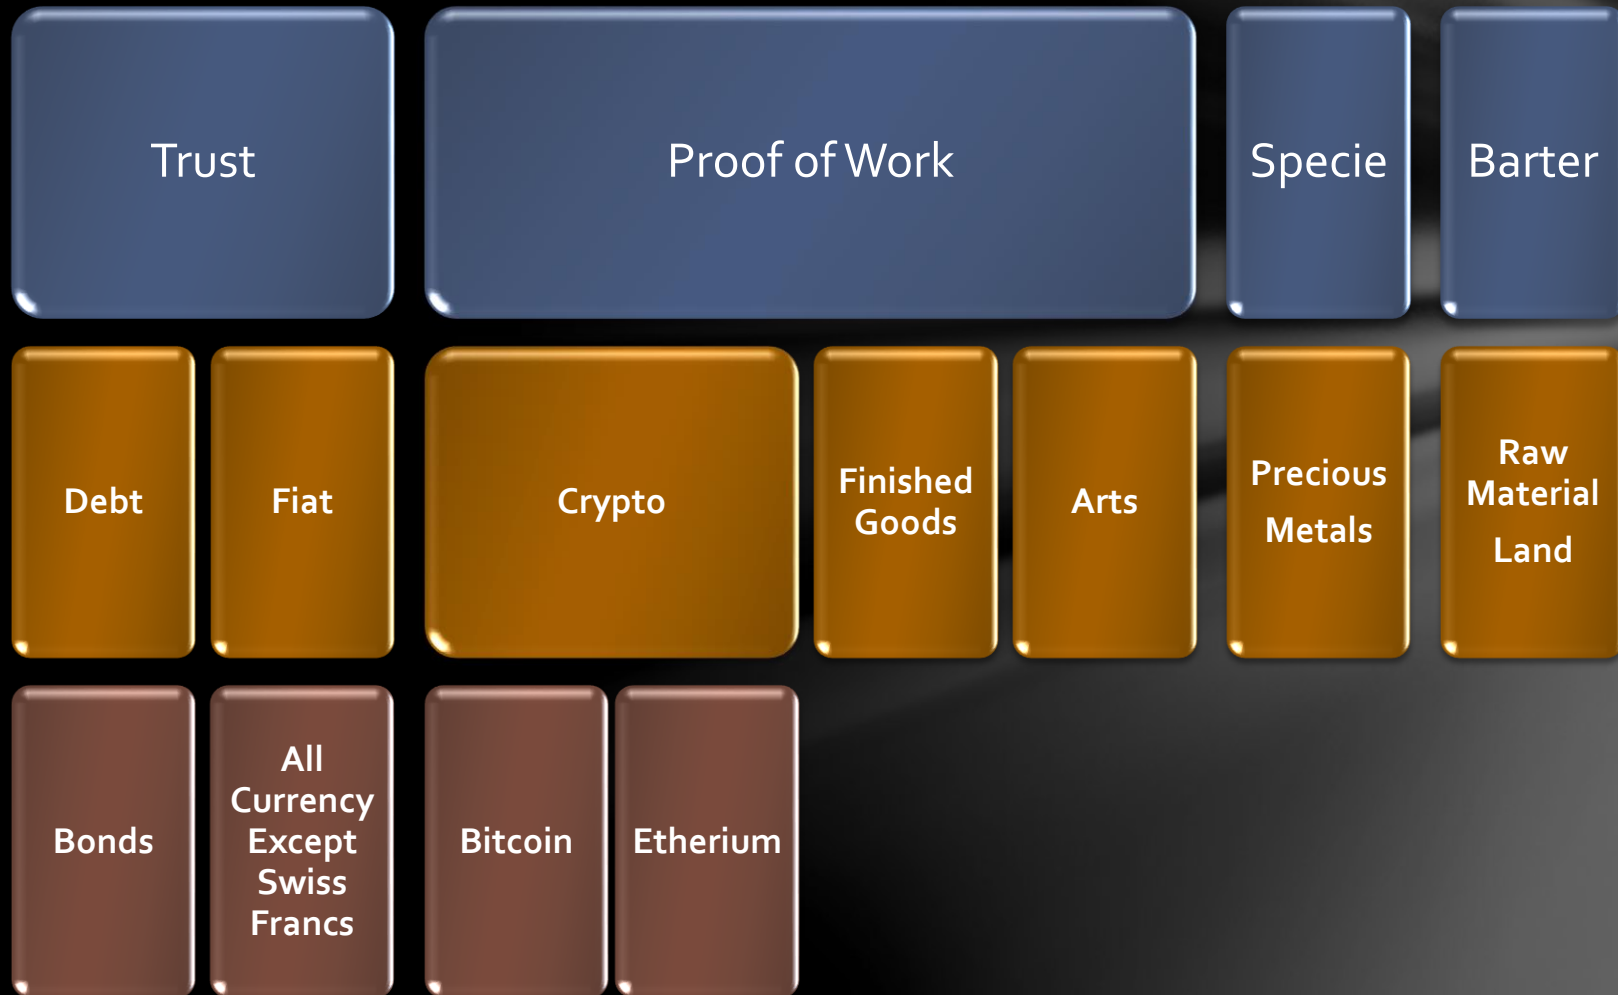 Trust
Proof of Work
Specie
Barter
Debt
Fiat
Crypto
Finished
Goods
Arts
Precious
Metals
Raw
Material
Land
Bonds
All
Currency
Except
Swiss
Francs
Bitcoin
Etherium